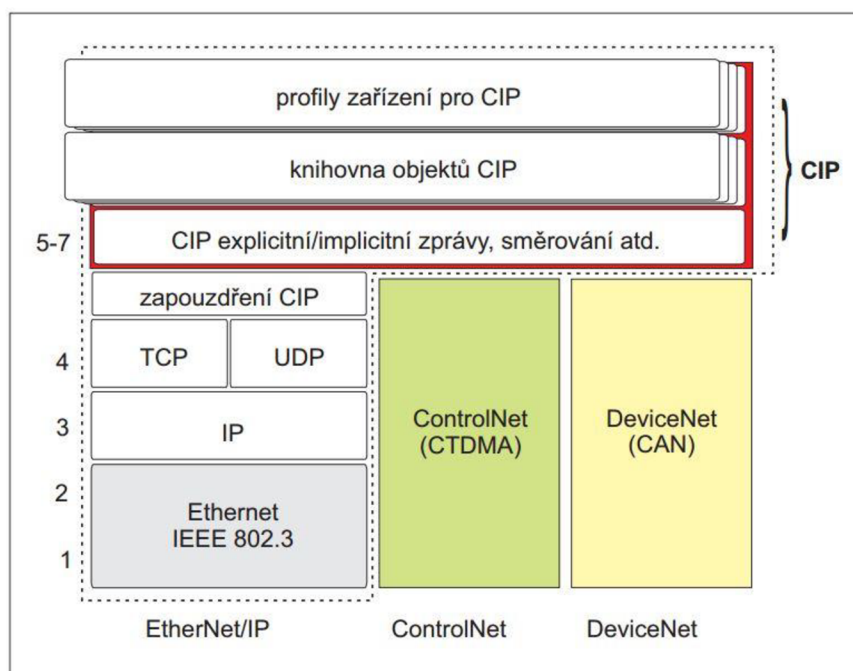 profily zařízení pro CIP
knihovna objektů CIP
CIP
5-7
CIP explicitní/implicitní zprávy, směrování atd.
zapouzdření CIP
4
TCP
UDP
3
IP
ControlNet
(CTDMA)
DeviceNet
(CAN)
2
Ethernet
IEEE 802.3
1
EtherNet/IP
ControlNet
DeviceNet